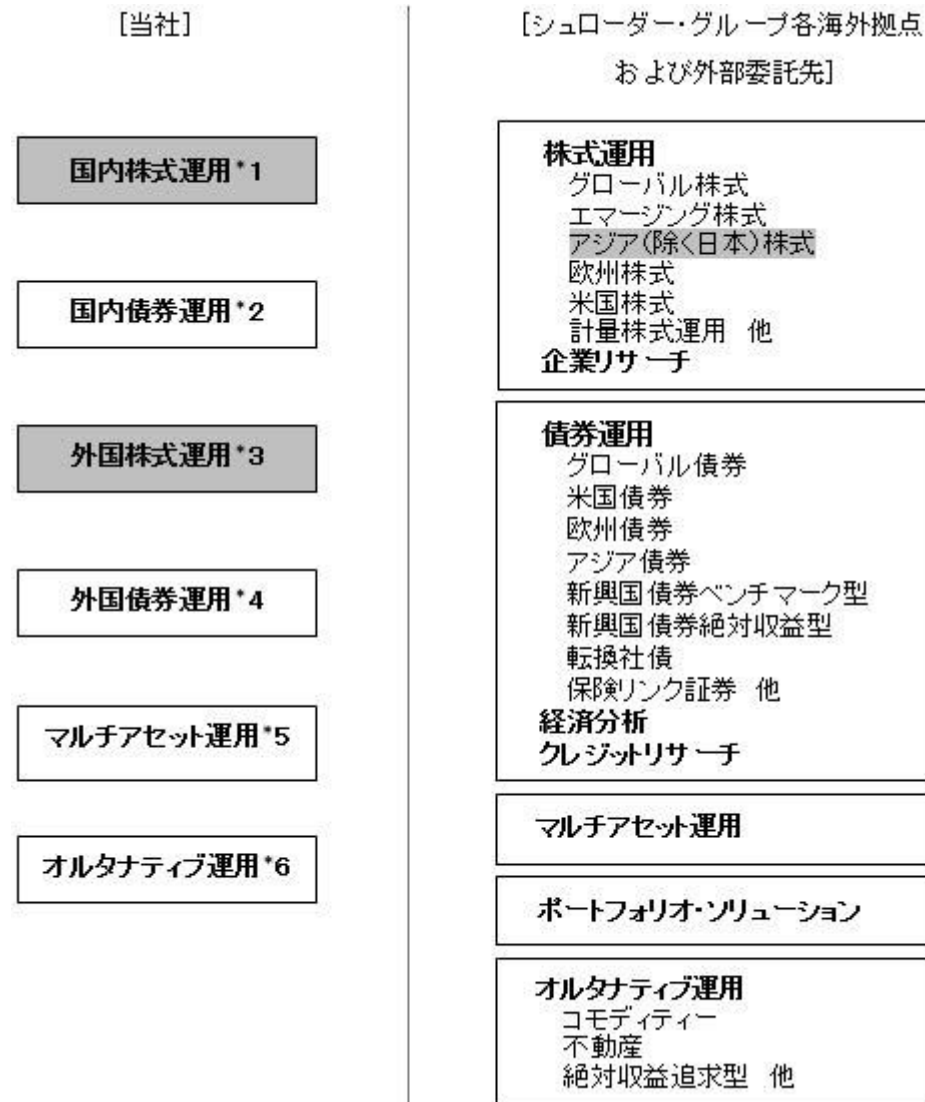 [当社]
国内株式運用*1
国内債券運用*2
外国株式運用*3
外国債券運用*4
マルチアセット運用*5
オルタナティブ運用*6
[シュローダー・グループ各海外拠点
および外部委託先]
株式運用
グローバル株式
エマージング株式
アジア(除く日本)株式
欧州株式
米国株式
計量株式運用 他
企業リサーチ
債券運用
グローバル債券
米国債券
欧州債券
アジア債券
新興国債券ベンチマーク型
新興国債券絶対収益型
転換社債
保険リンク証券 他
経済分析
クレジットリサーチ
マルチアセット運用
ポートフォリオ・ソリューション
オルタナティブ運用
コモディティー
不動産
絶対収益追求型 他